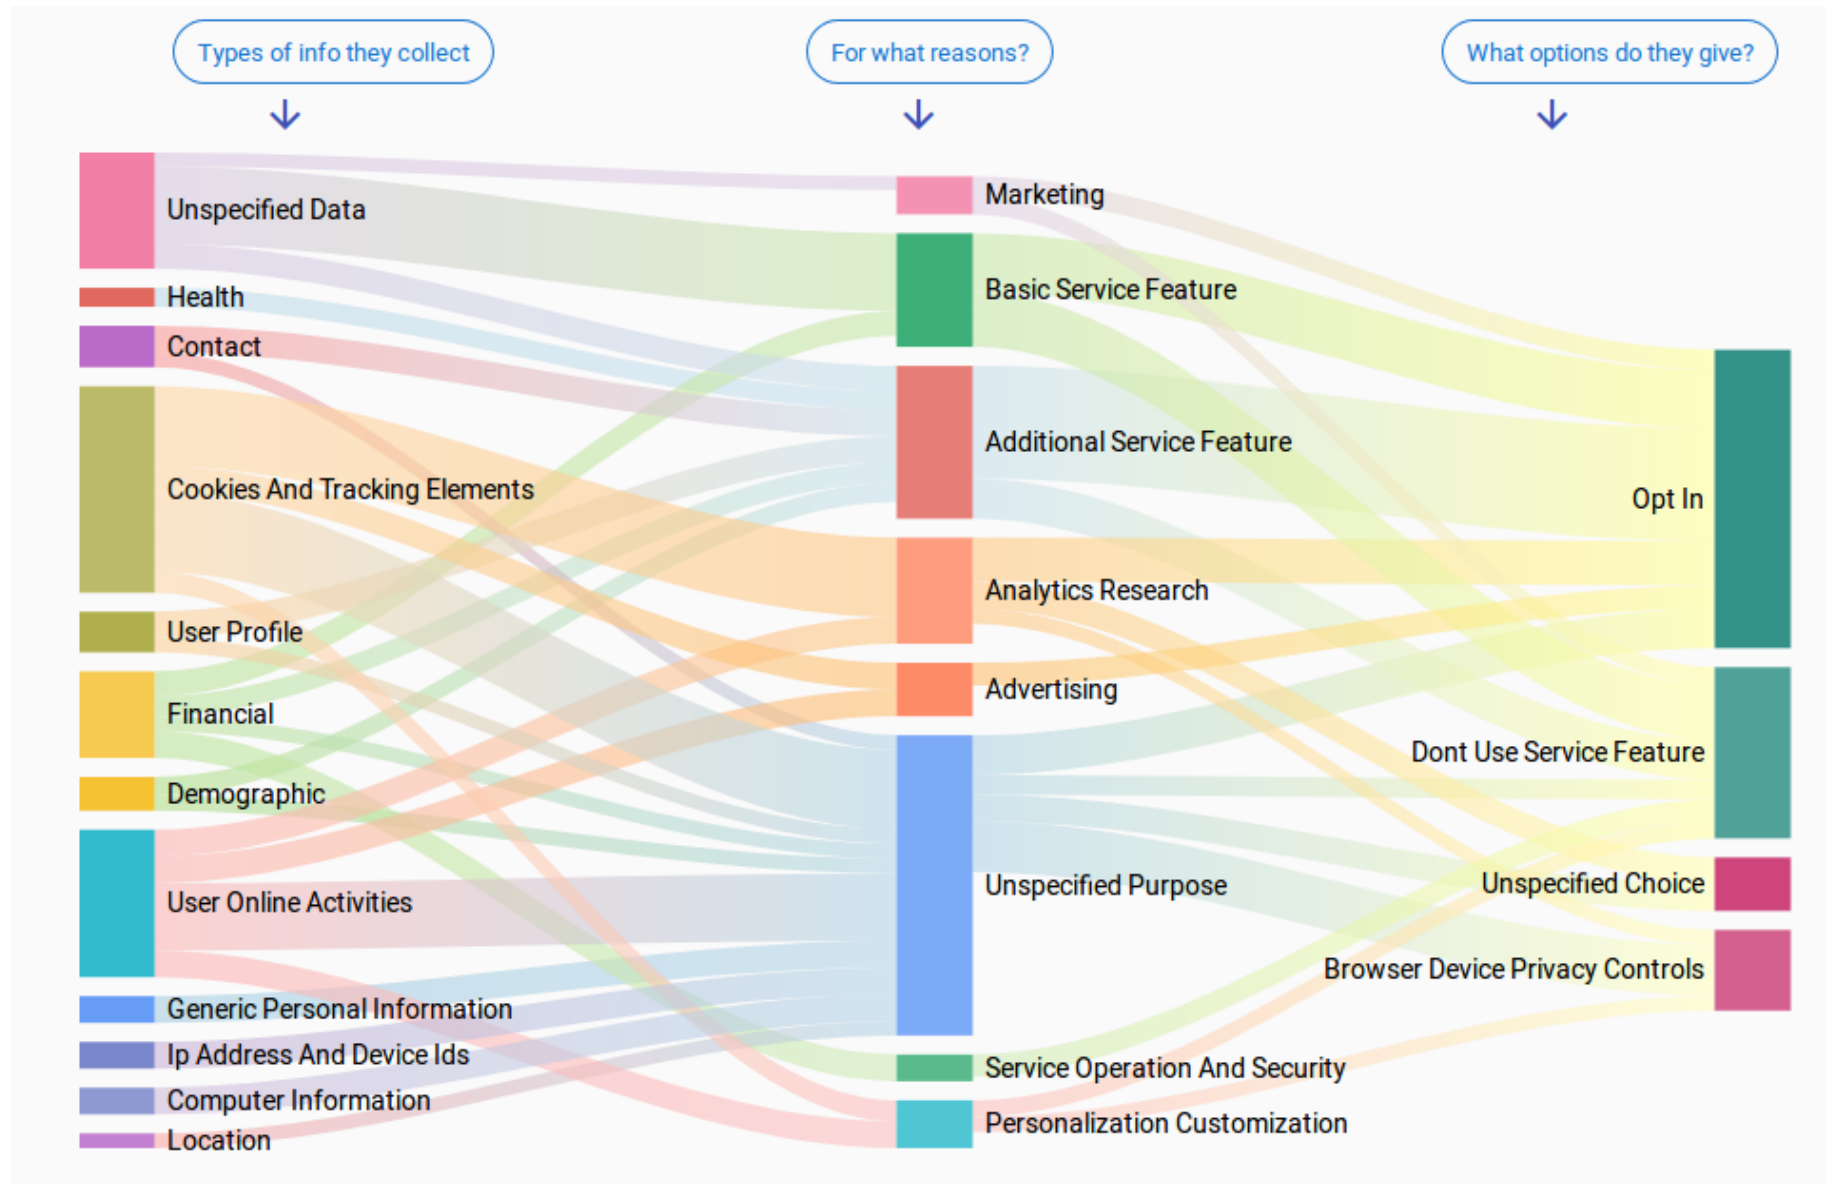 Types of info they collect
For what reasons?
What options do they give?
Unspecified Data
Health
Contact
Cookies And Tracking Elements
User Profile
Financial
Demographic
User Online Activities
Generic Personal Information
Ip Address And Device Ids
Computer Information
Location
Marketing
Basic Service Feature
Additional Service Feature
Analytics Research
Advertising
Unspecified Purpose
Service Operation And Security
Personalization Customization
Opt In
Dont Use Service Feature
Unspecified Choice
Browser Device Privacy Controls